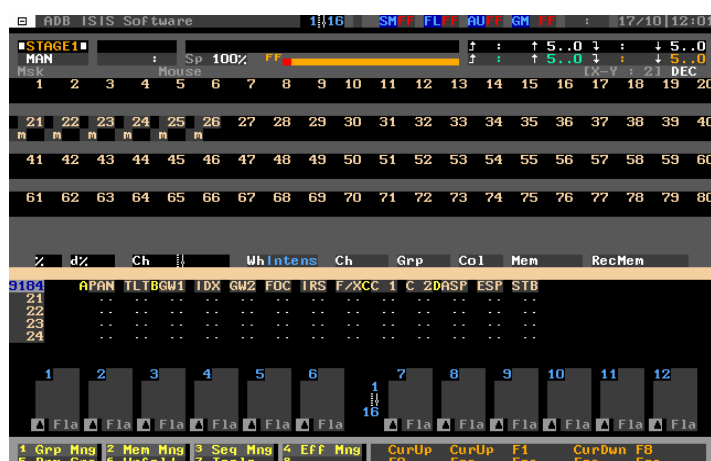 ADB ISIS Software 1 16 SMFF FLFF AUFF GM FF : 17/10 12:01
STAGE1 ↑ : ↑ 5..0 ↓ : ↓ 5..0
MAN : Sp 100% FF ↑ : ↑ 5..0 ↓ : ↓ 5..0
Msk Mouse [X-Y : 2] DEC
1 2 3 4 5 6 7 8 9 10 11 12 13 14 15 16 17 18 19 20
21 22 23 24 25 26 27 28 29 30 31 32 33 34 35 36 37 38 39 40
m m m m m m
41 42 43 44 45 46 47 48 49 50 51 52 53 54 55 56 57 58 59 60
61 62 63 64 65 66 67 68 69 70 71 72 73 74 75 76 77 78 79 80
% d% Ch WhIntens Ch Grp Col Mem RecMem
9184 APAN TLTBGW1 IDX GW2 FOC IRS F/XCC 1 C 2DASP ESP STB
21 .. .. .. .. .. .. .. .. .. .. .. ..
22 .. .. .. .. .. .. .. .. .. .. .. ..
23 .. .. .. .. .. .. .. .. .. .. .. ..
24 .. .. .. .. .. .. .. .. .. .. .. ..
1 2 3 4 5 6 7 8 9 10 11 12
1
16
Fla Fla Fla Fla Fla Fla Fla Fla Fla Fla Fla Fla
1 Grp Mng 2 Mem Mng 3 Seq Mng 4 Eff Mng CurUp CurUp F1 CurDwn F8